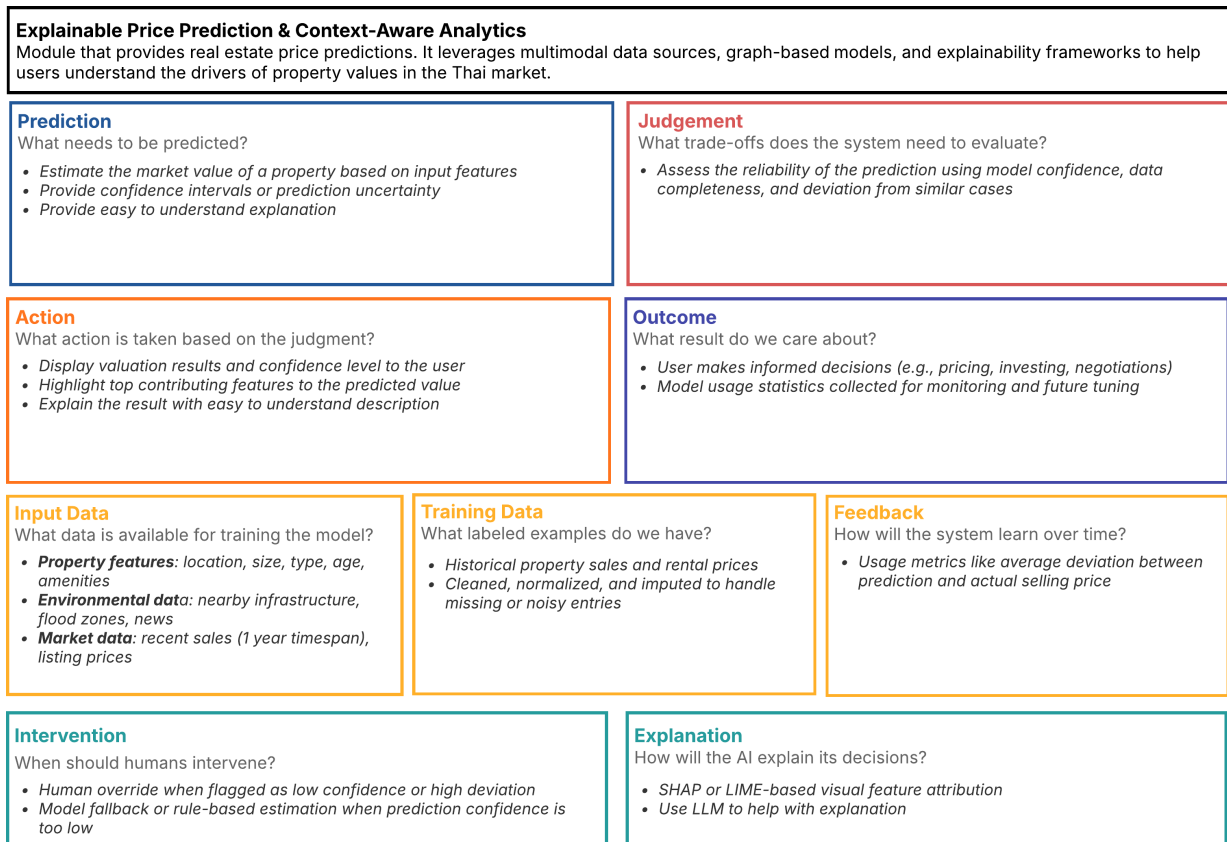 Explainable Price Prediction & Context-Aware Analytics
Module that provides real estate price predictions. It leverages multimodal data sources, graph-based models, and explainability frameworks to help
users understand the drivers of property values in the Thai market.
Prediction
What needs to be predicted?
• Estimate the market value of a property based on input features
• Provide confidence intervals or prediction uncertainty
• Provide easy to understand explanation
Judgement
What trade-offs does the system need to evaluate?
• Assess the reliability of the prediction using model confidence, data
completeness, and deviation from similar cases
Action
What action is taken based on the judgment?
• Display valuation results and confidence level to the user
• Highlight top contributing features to the predicted value
• Explain the result with easy to understand description
Outcome
What result do we care about?
• User makes informed decisions (e.g., pricing, investing, negotiations)
• Model usage statistics collected for monitoring and future tuning
Input Data
What data is available for training the model?
• Property features: location, size, type, age,
amenities
• Environmental data: nearby infrastructure,
flood zones, news
• Market data: recent sales (1 year timespan),
listing prices
Training Data
What labeled examples do we have?
• Historical property sales and rental prices
• Cleaned, normalized, and imputed to handle
missing or noisy entries
Feedback
How will the system learn over time?
• Usage metrics like average deviation between
prediction and actual selling price
Intervention
When should humans intervene?
• Human override when flagged as low confidence or high deviation
• Model fallback or rule-based estimation when prediction confidence is
too low
Explanation
How will the AI explain its decisions?
• SHAP or LIME-based visual feature attribution
• Use LLM to help with explanation